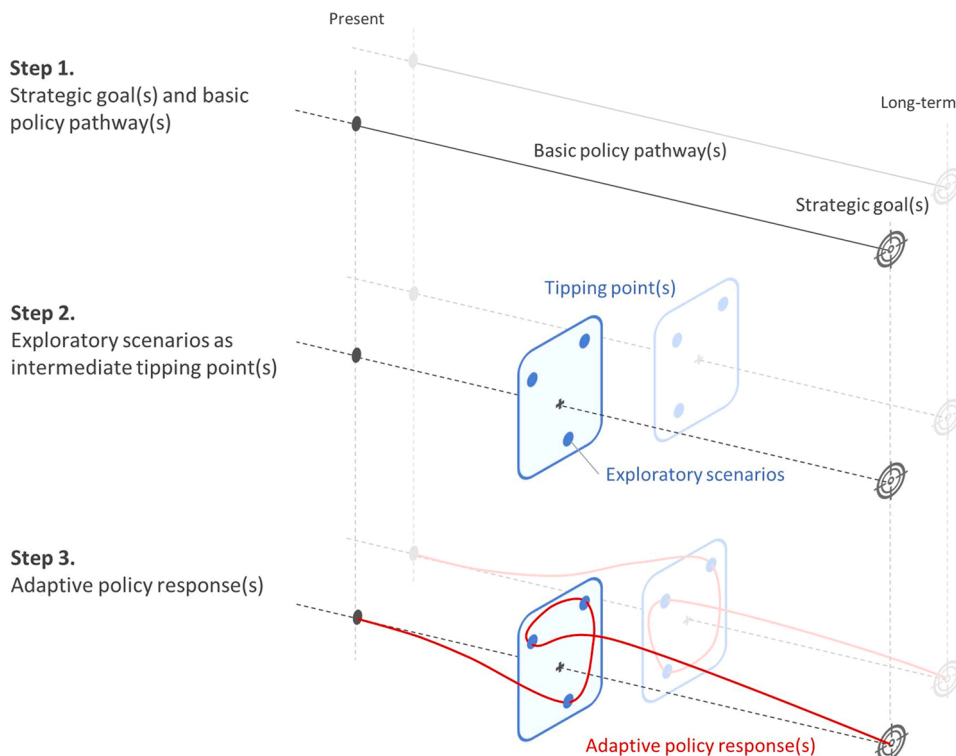 Present
Step 1.
Strategic goal(s) and basic
policy pathway(s)
Long-term
Basic policy pathway(s)
Strategic goal(s)
Tipping point(s)
Step 2.
Exploratory scenarios as
intermediate tipping point(s)
Exploratory scenarios
Step 3.
Adaptive policy response(s)
Adaptive policy response(s)